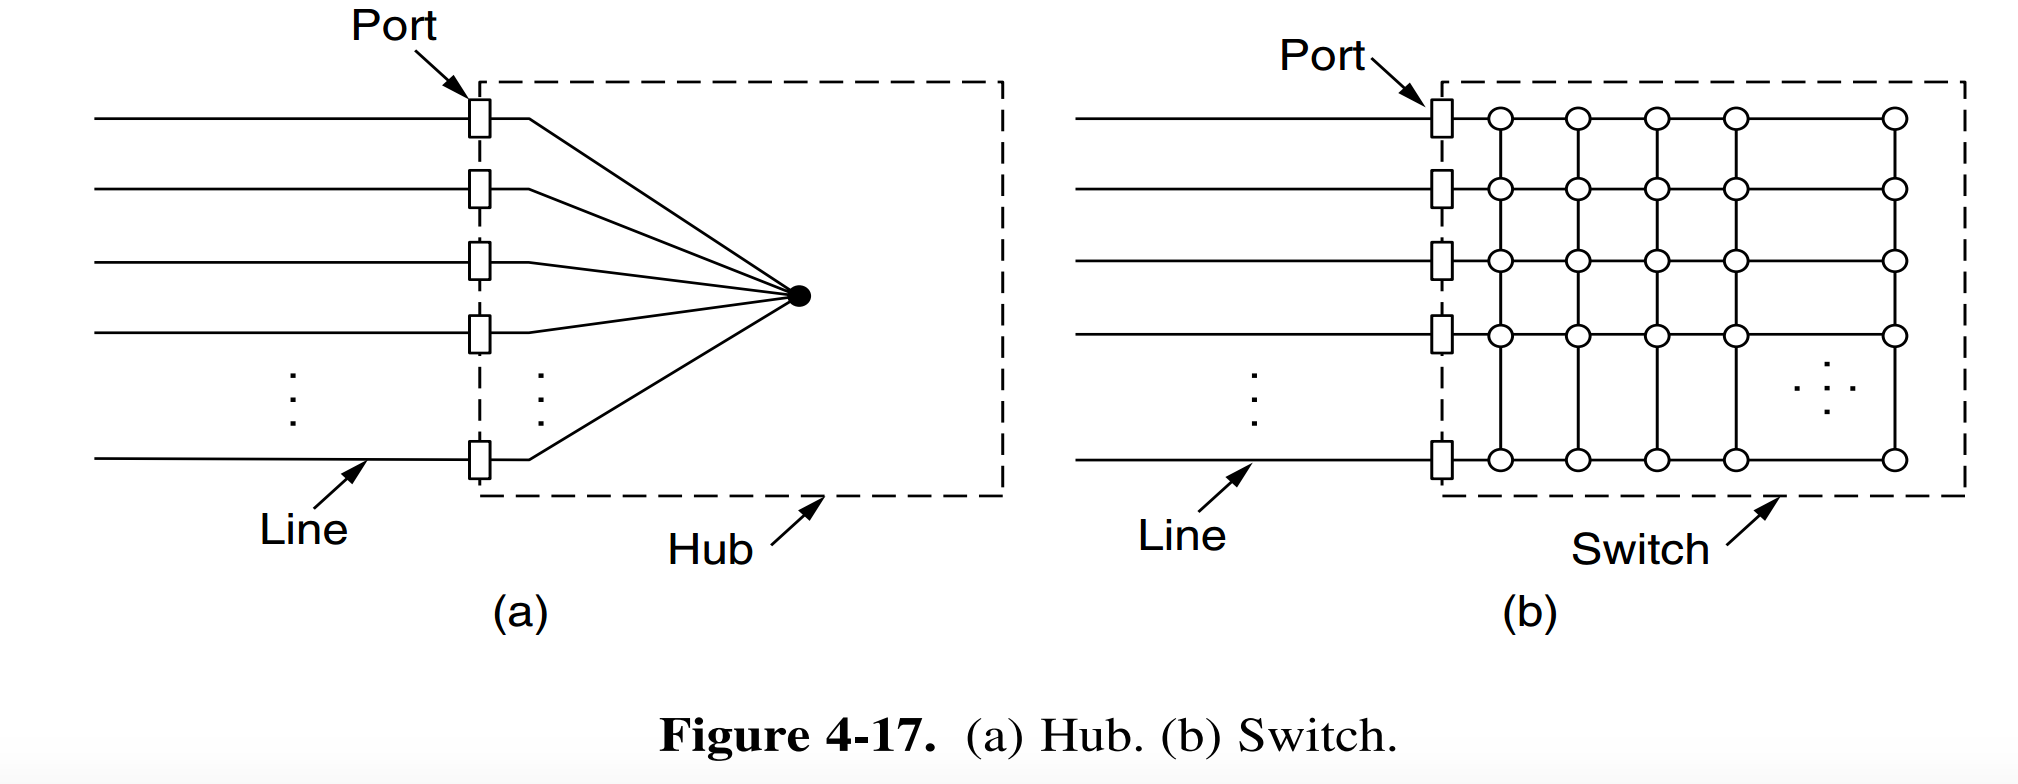 Port
Port
Line
Hub
Line
Switch
(a)
(b)
Figure 4-17. (a) Hub. (b) Switch.